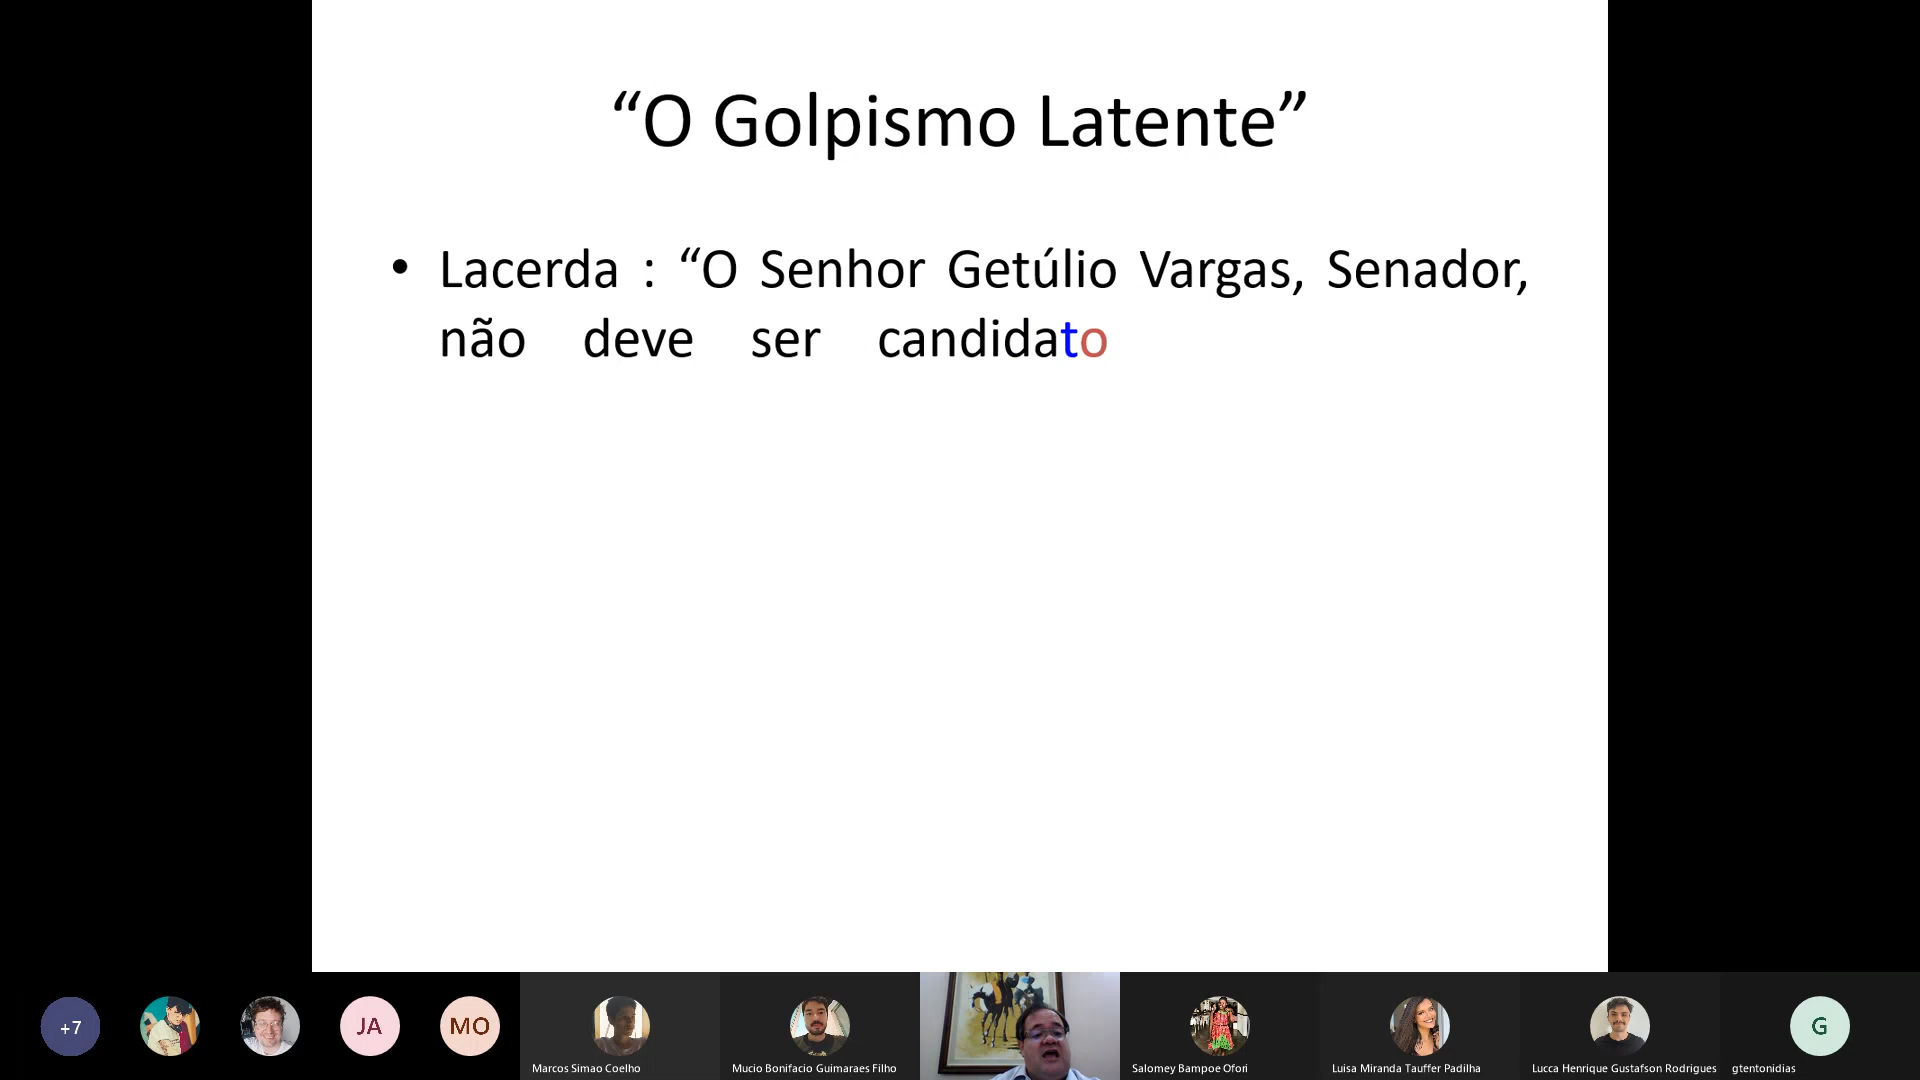 “O Golpismo Latente”
• Lacerda : “O Senhor Getúlio Vargas, Senador,
não deve ser candidato
+7
JA
MO
Marcos Simao Coelho
Mucio Bonifacio Guimaraes Filho
Salomey Bampoe Ofori
Luisa Miranda Tauffer Padilha
Lucca Henrique Gustafson Rodrigues
G
gtentonidias